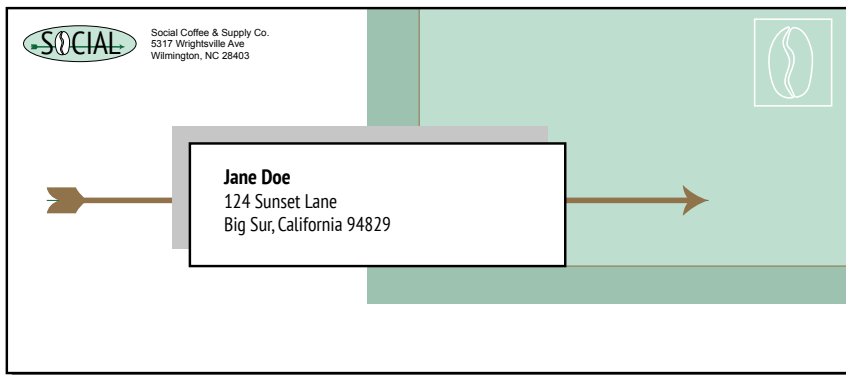 SOCIAL
Social Coffee & Supply Co.
5317 Wrightsville Ave
Wilmington, NC 28403
Jane Doe
124 Sunset Lane
Big Sur, California 94829